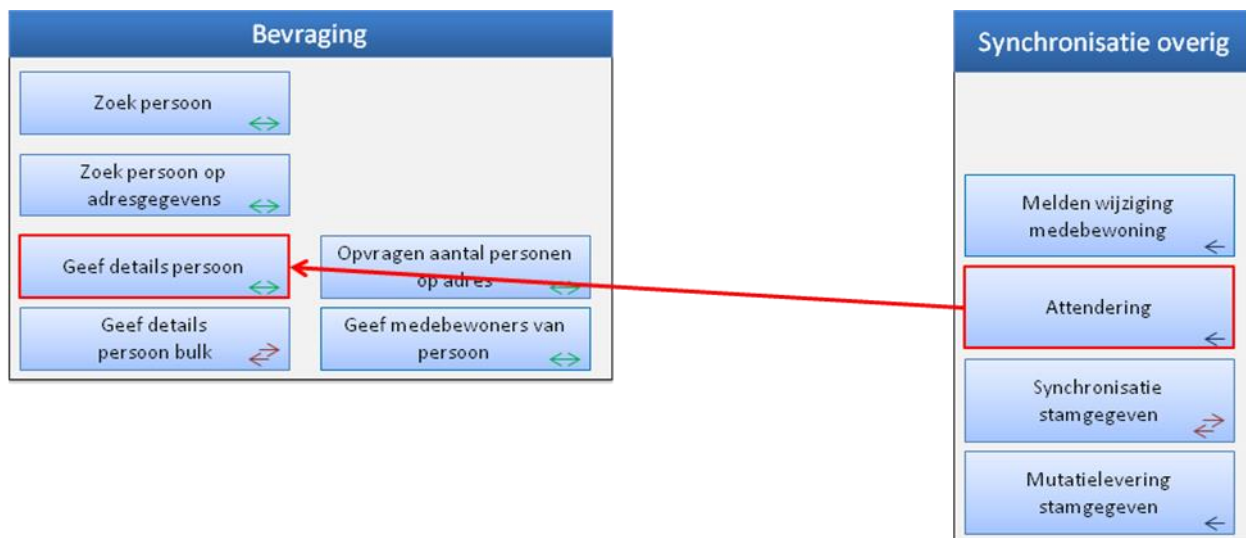 Bevraging
Zoek persoon
Zoek persoon op
adresgegevens
Geef details persoon
Opvragen aantal personen
op adres
Geef details
persoon bulk
Geef medebewoners van
persoon
Synchronisatie overig
Melden wijziging
medebewoning
Attendering
Synchronisatie
stamgegeven
Mutatielevering
stamgegeven